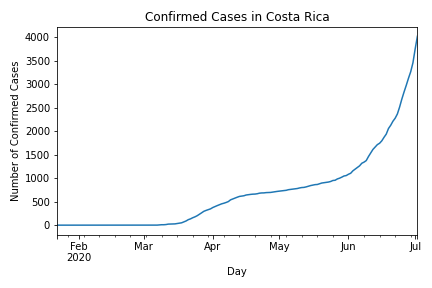 Confirmed Cases in Costa Rica
4000
3500
3000
2500
2000
1500
1000
500
0
Number of Confirmed Cases
Feb Mar Apr May Jun Jul
2020
Day